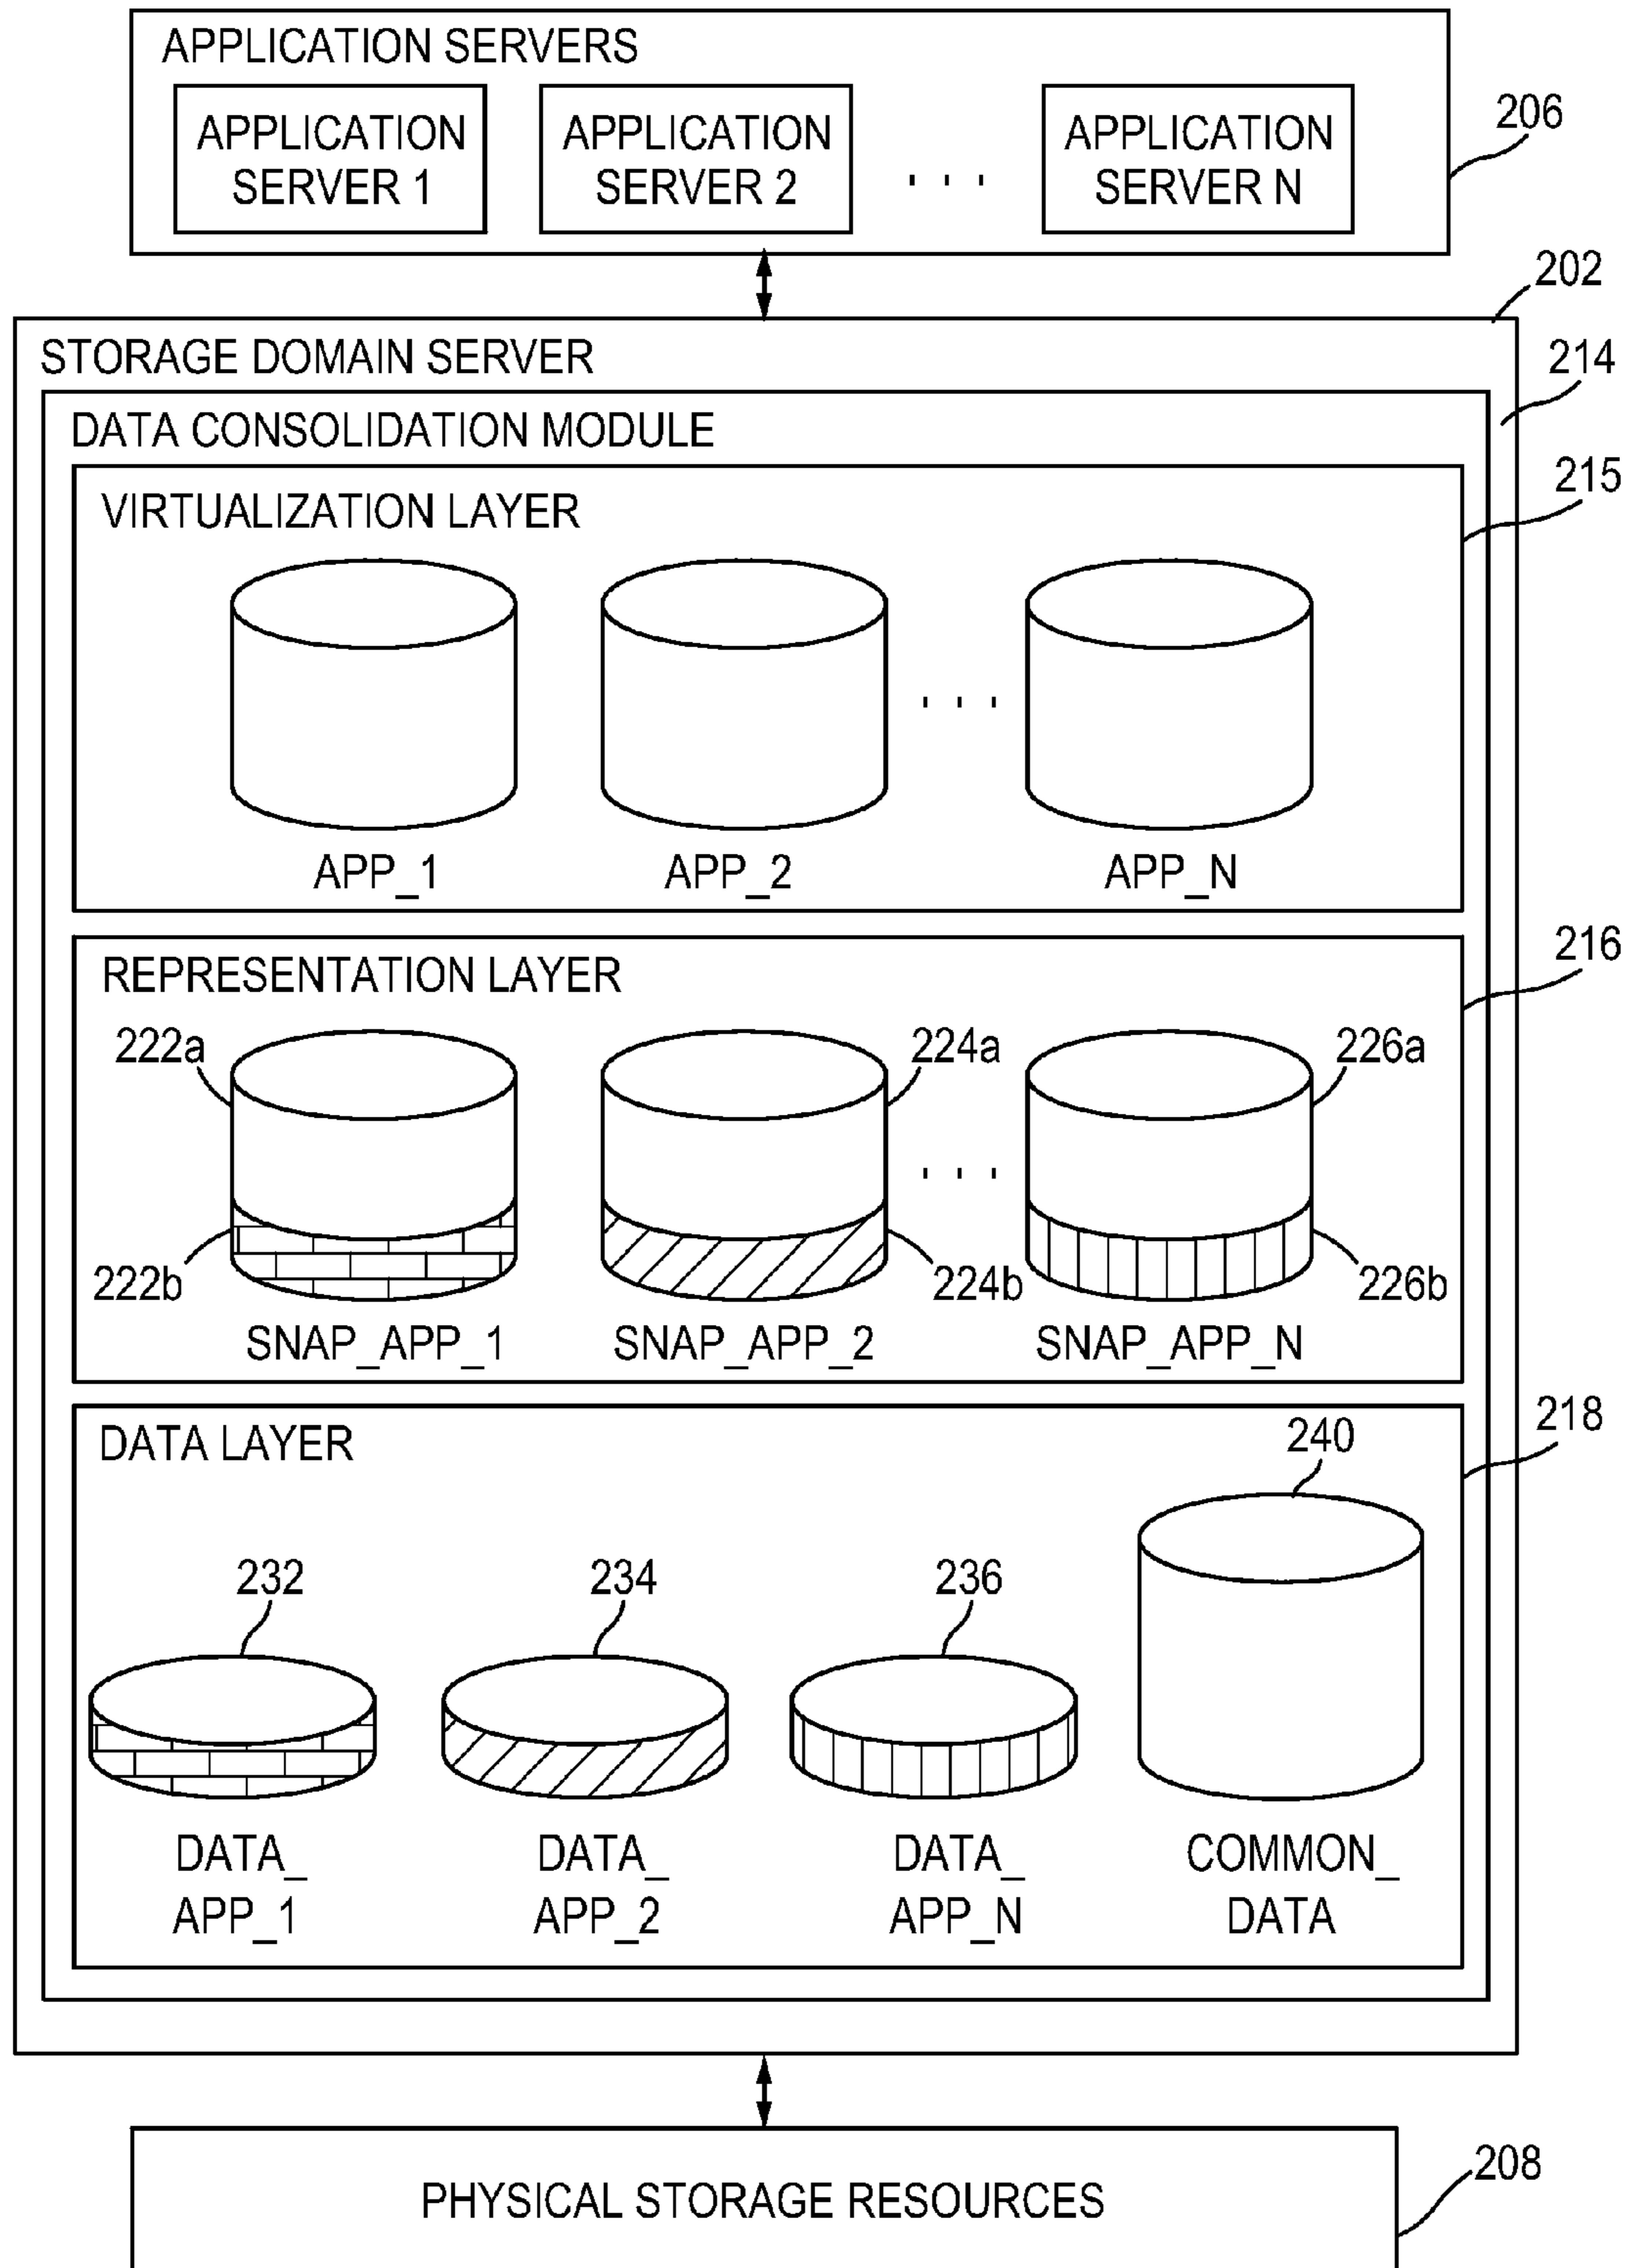 APPLICATION SERVERS
APPLICATION
SERVER 1
APPLICATION
SERVER 2
. . .
APPLICATION
SERVER N
206
202
STORAGE DOMAIN SERVER
214
DATA CONSOLIDATION MODULE
215
VIRTUALIZATION LAYER
. . .
APP_1
APP_2
APP_N
216
REPRESENTATION LAYER
222a
224a
226a
. . .
222b
224b
226b
SNAP_APP_1
SNAP_APP_2
SNAP_APP_N
218
DATA LAYER
240
232
234
236
DATA_
APP_1
DATA_
APP_2
DATA_
APP_N
COMMON_
DATA
208
PHYSICAL STORAGE RESOURCES